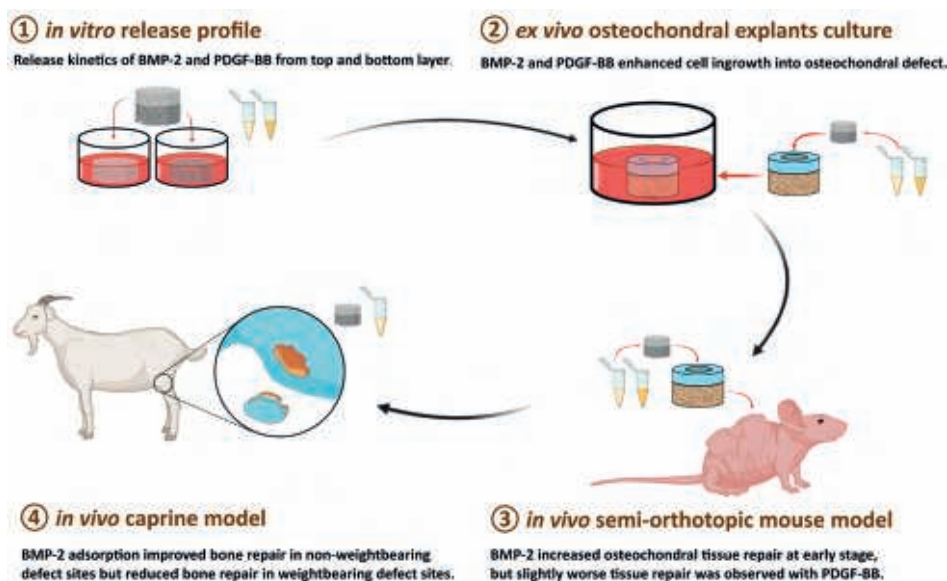 ① in vitro release profile
Release kinetics of BMP-2 and PDGF-BB from top and bottom layer.
② ex vivo osteochondral explants culture
BMP-2 and PDGF-BB enhanced cell ingrowth into osteochondral defect.
④ in vivo caprine model
BMP-2 adsorption improved bone repair in non-weightbearing
defect sites but reduced bone repair in weightbearing defect sites.
③ in vivo semi-orthotopic mouse model
BMP-2 increased osteochondral tissue repair at early stage,
but slightly worse tissue repair was observed with PDGF-BB.